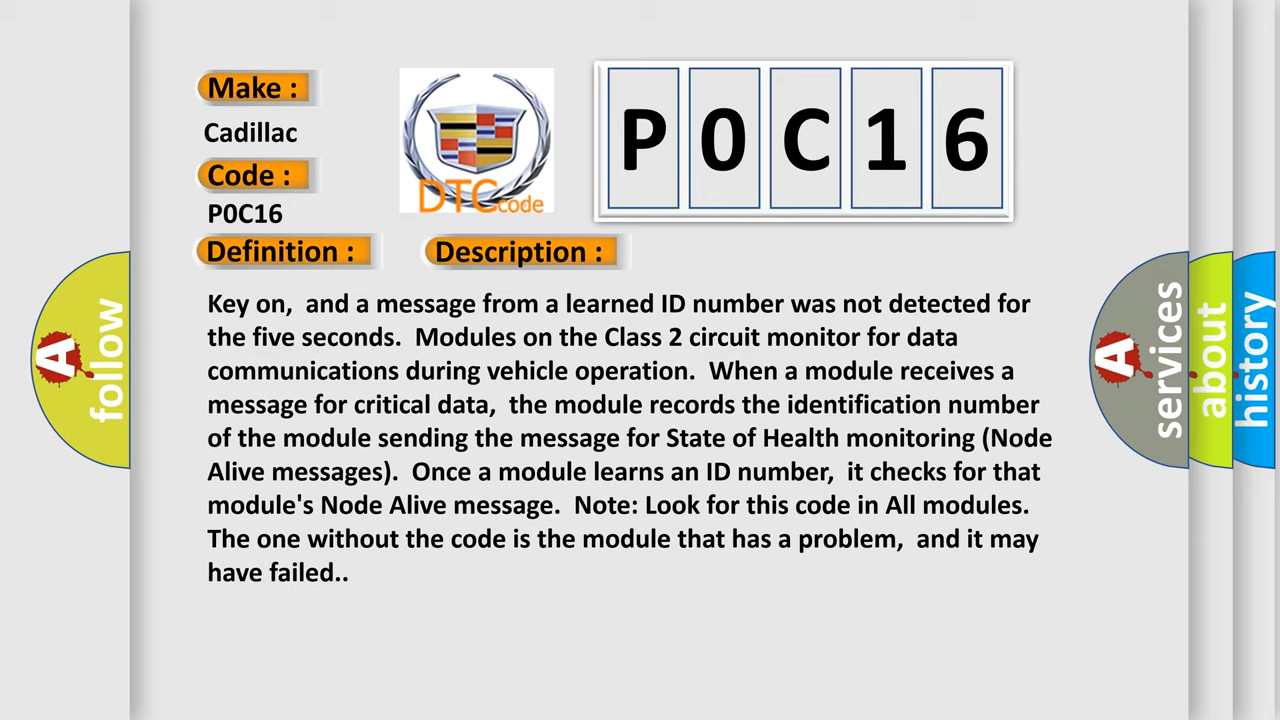 Make :
Cadillac
Code :
P0C16
Definition :
Description :
DTC code
P 0 C 1 6
Key on, and a message from a learned ID number was not detected for
the five seconds. Modules on the Class 2 circuit monitor for data
communications during vehicle operation. When a module receives a
message for critical data, the module records the identification number
of the module sending the message for State of Health monitoring (Node
Alive messages). Once a module learns an ID number, it checks for that
module's Node Alive message. Note: Look for this code in All modules.
The one without the code is the module that has a problem, and it may
have failed..
A follow
A services
about
history